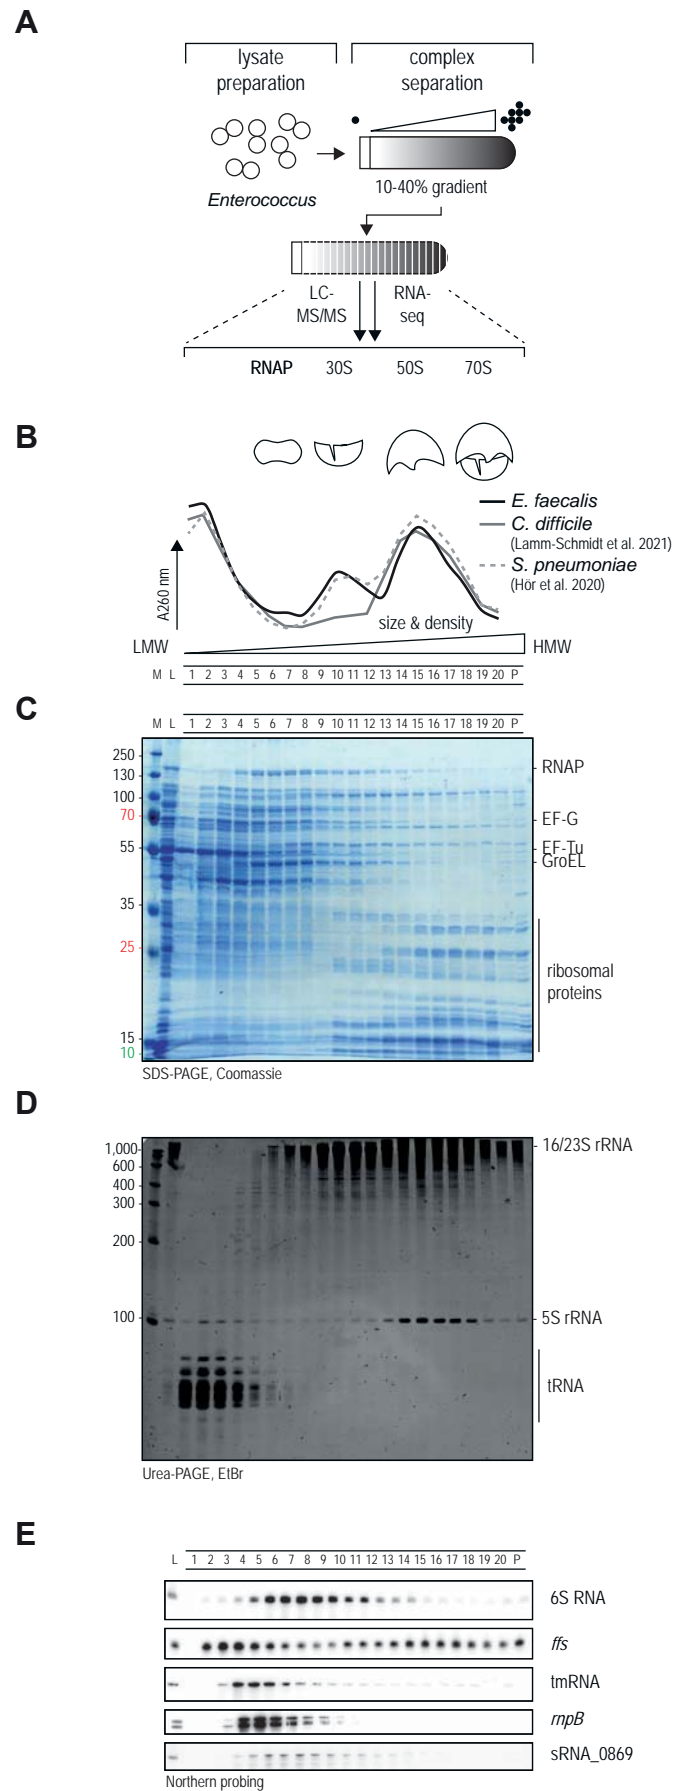 A
lysate
preparation
complex
separation
Enterococcus
10-40% gradient
LC-
MS/MS
RNA-
seq
RNAP 30S 50S 70S
B
E. faecalis
C. difficile
(Lamm-Schmidt et al. 2021)
S. pneumoniae
(Hör et al. 2020)
A260 nm
size & density
LMW HMW
M L 1 2 3 4 5 6 7 8 9 10 11 12 13 14 15 16 17 18 19 20 P
C
M L 1 2 3 4 5 6 7 8 9 10 11 12 13 14 15 16 17 18 19 20 P
250
130
100
70
55
35
25
15
10
RNAP
EF-G
EF-Tu
GroEL
ribosomal
proteins
SDS-PAGE, Coomassie
D
1,000
600
400
300
200
100
16/23S rRNA
5S rRNA
tRNA
Urea-PAGE, EtBr
E
L 1 2 3 4 5 6 7 8 9 10 11 12 13 14 15 16 17 18 19 20 P
6S RNA
ffs
tmRNA
rnpB
sRNA_0869
Northern probing